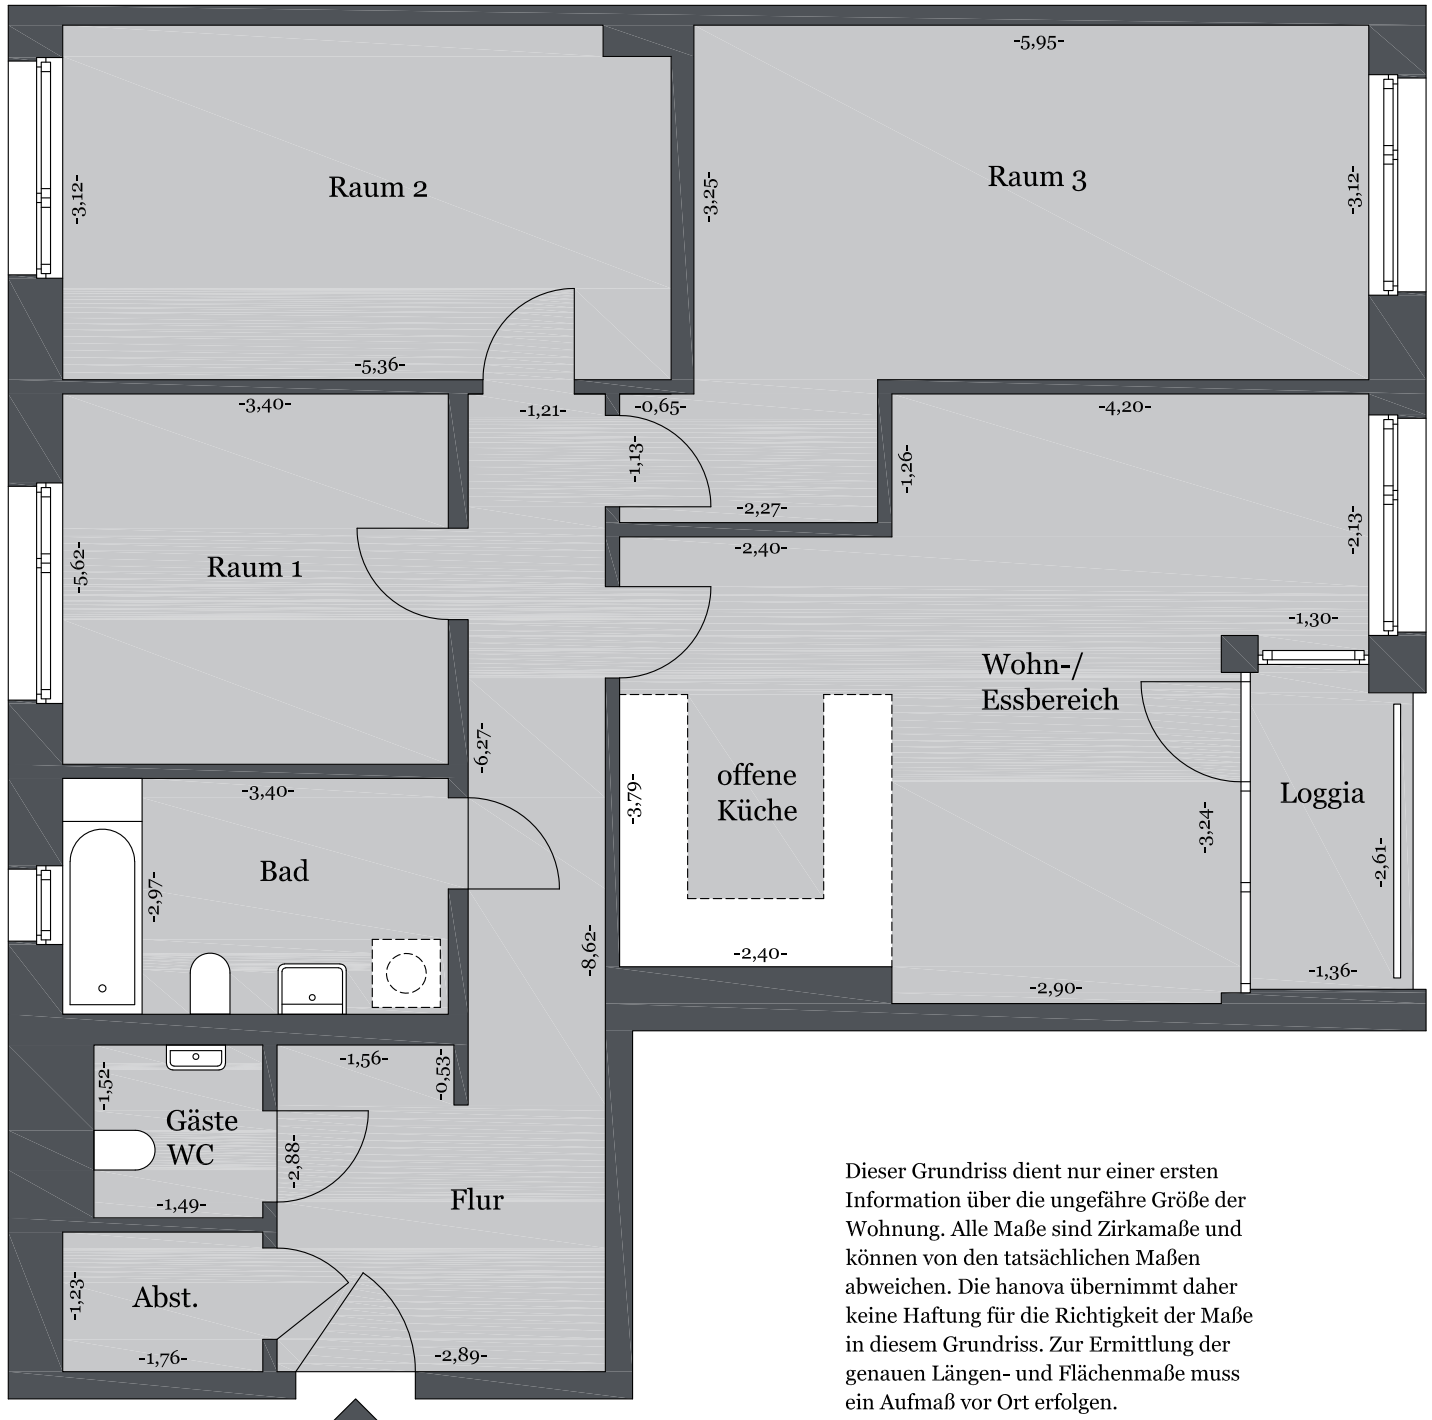 -5,95-
-3,12-
Raum 2
-3,25-
Raum 3
-3,12-
-5,36-
-3,40-
-1,21-
-0,65-
-4,20-
-1,13-
-1,26-
-2,27-
-2,13-
-2,40-
-5,62-
Raum 1
-1,30-
Wohn-/
Essbereich
-6,27-
offene
Küche
-3,79-
-3,24-
Loggia
-3,40-
Bad
-2,97-
-2,61-
-8,62-
-2,40-
-1,36-
-2,90-
-1,56-
-0,53-
-1,52-
Gäste
WC
-2,88-
-1,49-
Flur
-1,23-
Abst.
-1,76-
-2,89-
Dieser Grundriss dient nur einer ersten
Information über die ungefähre Größe der
Wohnung. Alle Maße sind Zirkamaße und
können von den tatsächlichen Maßen
abweichen. Die hanova übernimmt daher
keine Haftung für die Richtigkeit der Maße
in diesem Grundriss. Zur Ermittlung der
genauen Längen- und Flächenmaße muss
ein Aufmaß vor Ort erfolgen.